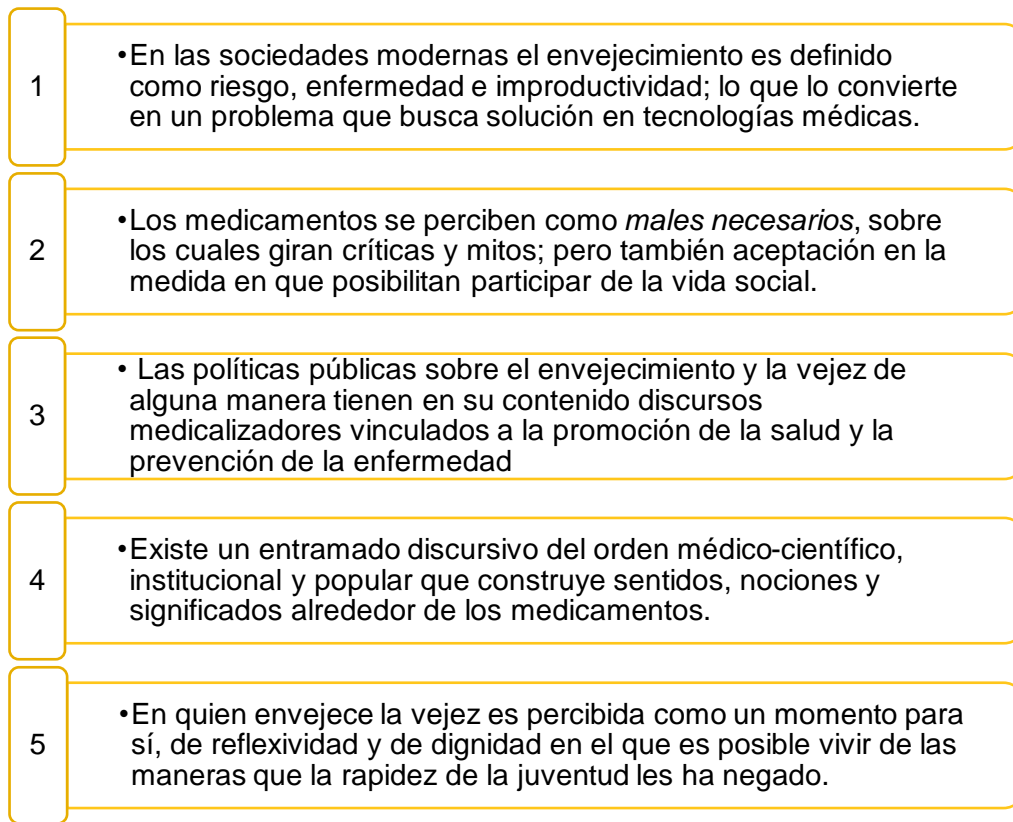 1
•En las sociedades modernas el envejecimiento es definido
como riesgo, enfermedad e improductividad; lo que lo convierte
en un problema que busca solución en tecnologías médicas.
2
•Los medicamentos se perciben como males necesarios, sobre
los cuales giran críticas y mitos; pero también aceptación en la
medida en que posibilitan participar de la vida social.
3
• Las políticas públicas sobre el envejecimiento y la vejez de
alguna manera tienen en su contenido discursos
medicalizadores vinculados a la promoción de la salud y la
prevención de la enfermedad
4
•Existe un entramado discursivo del orden médico-científico,
institucional y popular que construye sentidos, nociones y
significados alrededor de los medicamentos.
5
•En quien envejece la vejez es percibida como un momento para
sí, de reflexividad y de dignidad en el que es posible vivir de las
maneras que la rapidez de la juventud les ha negado.